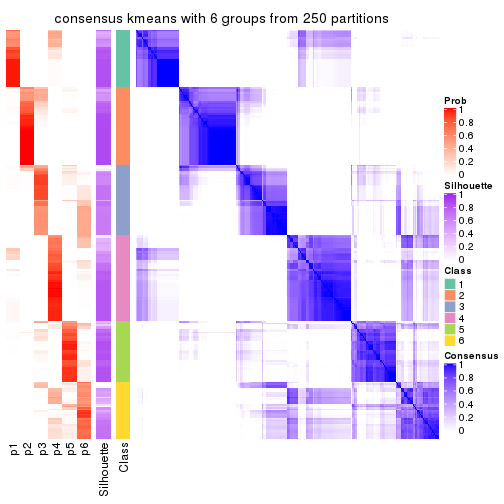 consensus kmeans with 6 groups from 250 partitions
Prob
1
0.8
0.6
0.4
0.2
0
Silhouette
1
0.8
0.6
0.4
0.2
0
Class
1
2
3
4
5
6
Consensus
1
0.8
0.6
0.4
0.2
0
p1
p2
p3
p4
p5
p6
Silhouette
Class